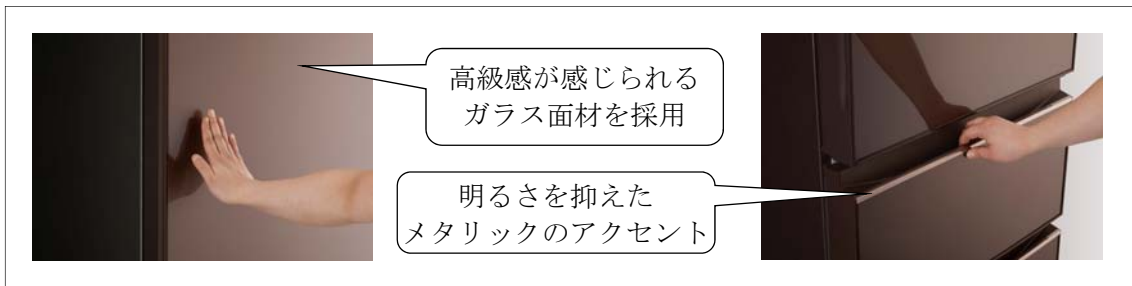 高級感が感じられる
ガラス面材を採用
明るさを抑えた
メタリックのアクセント